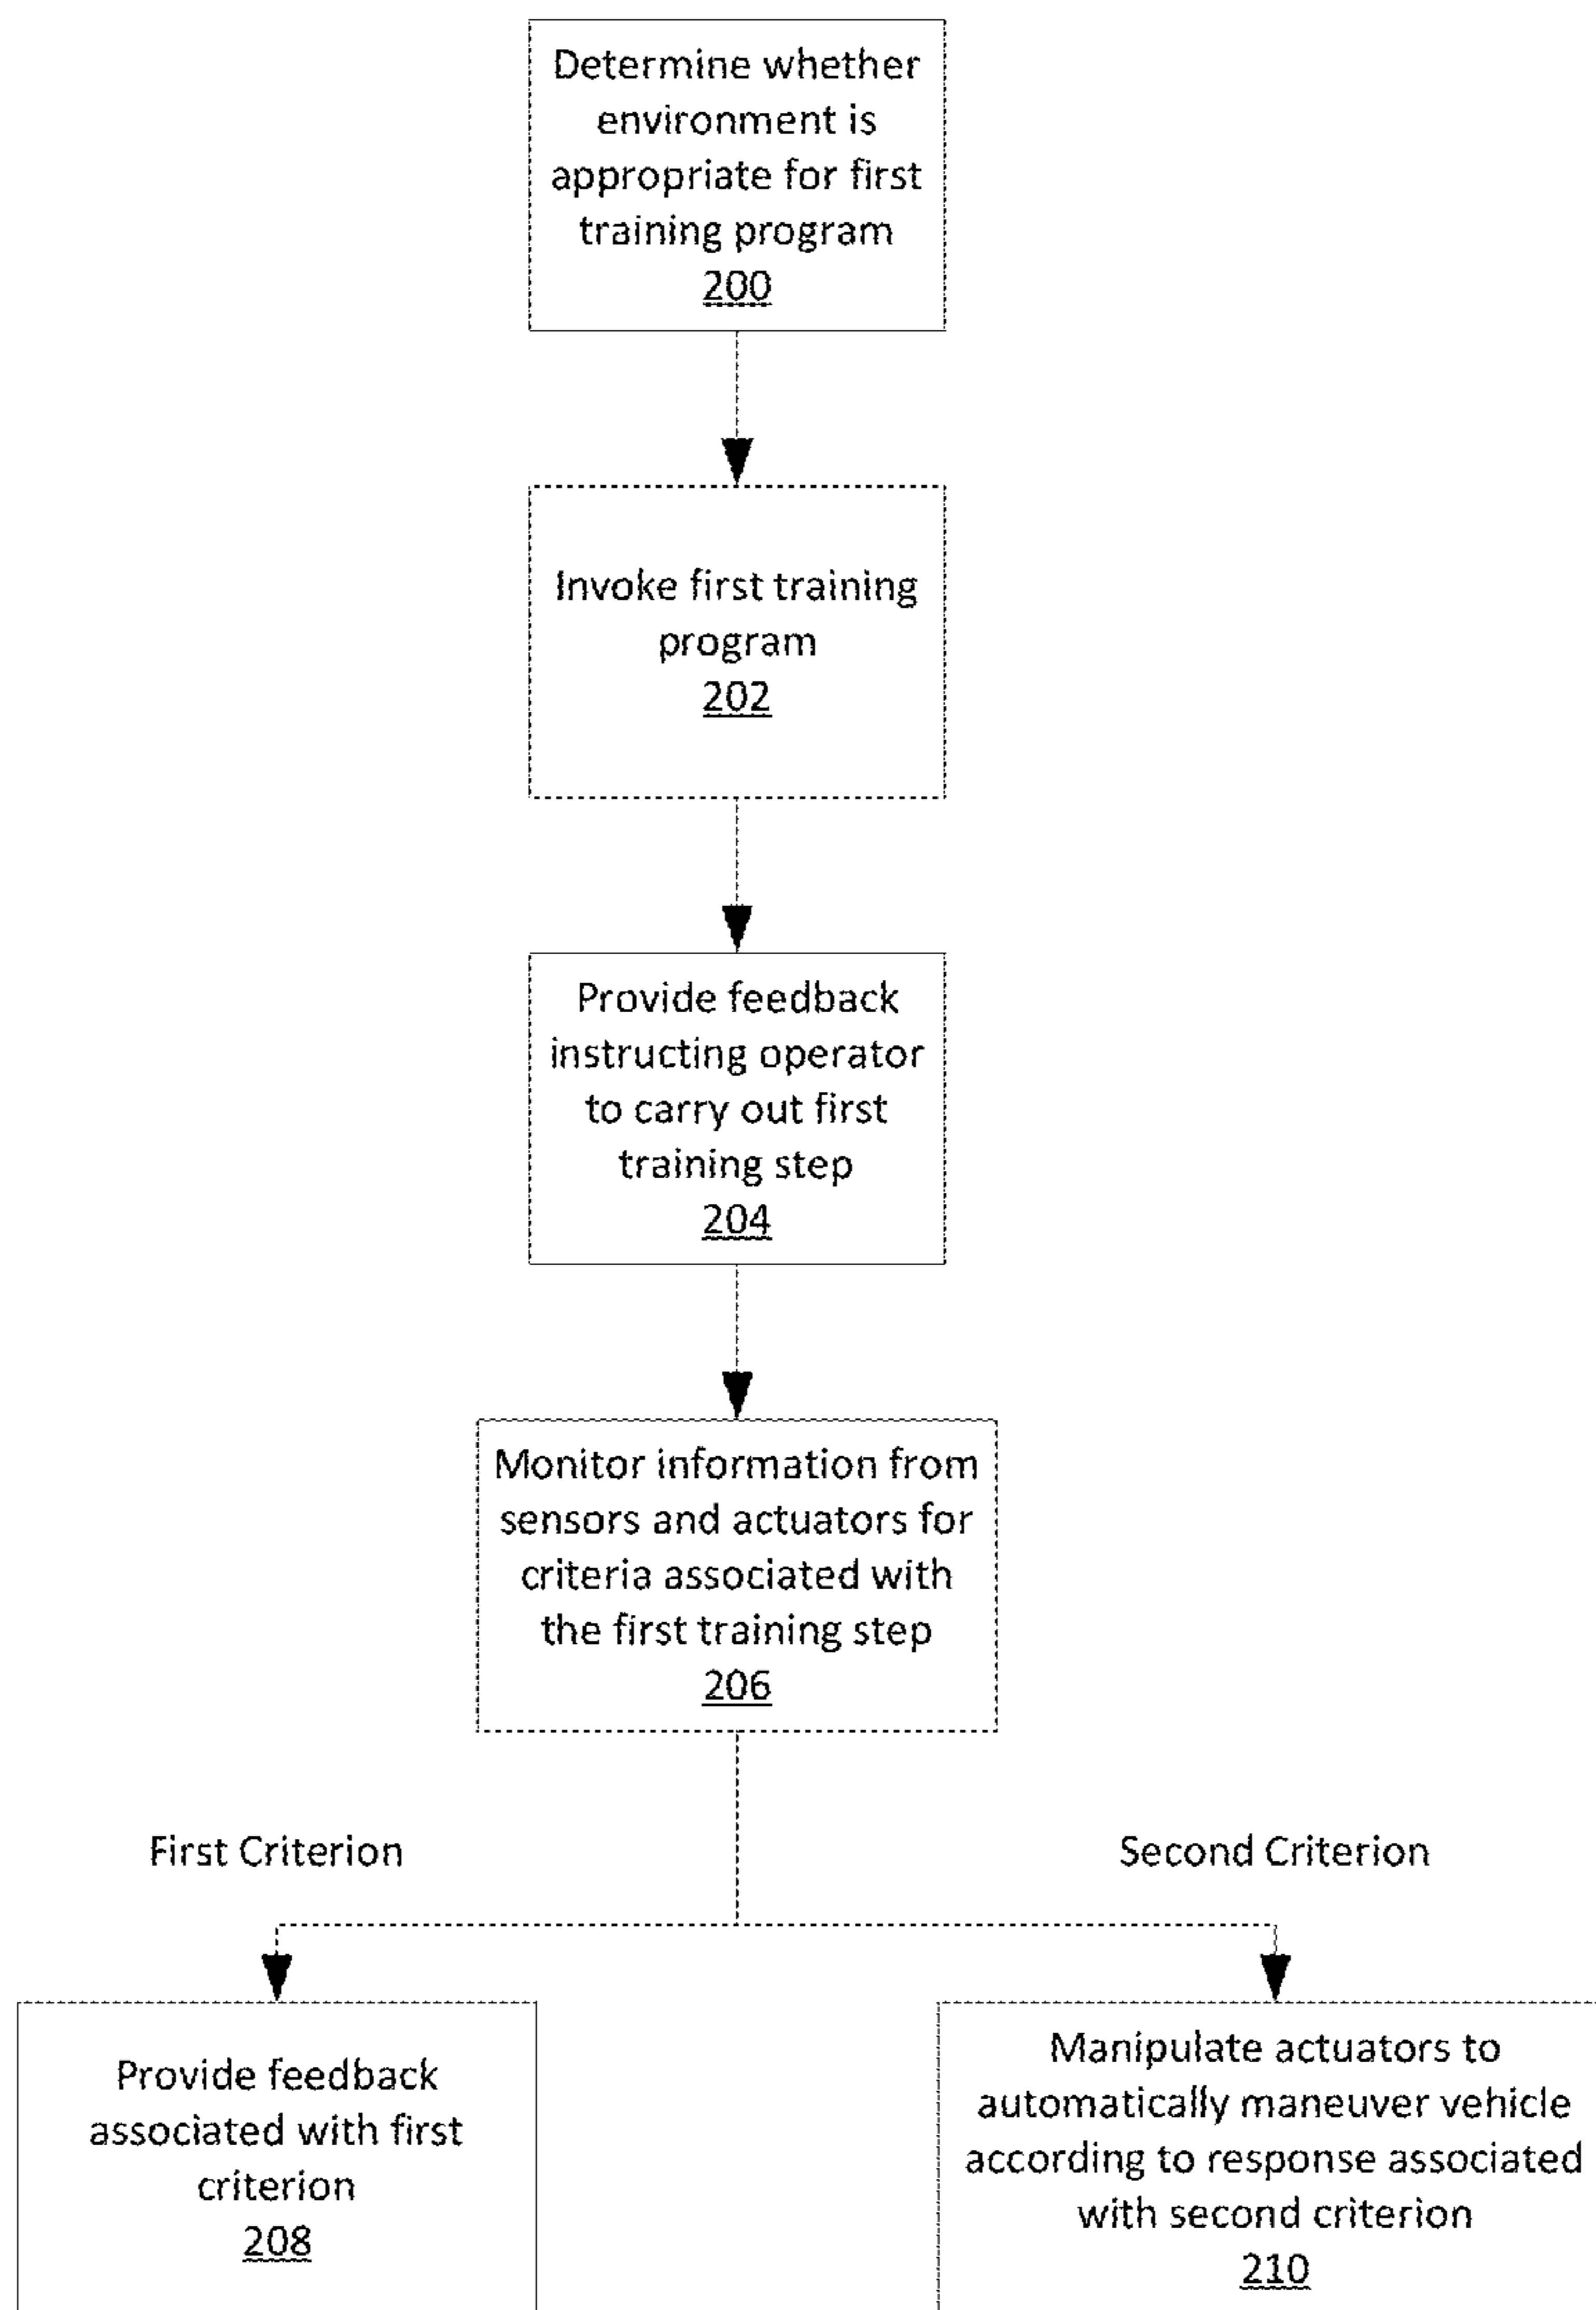 Determine whether
environment is
appropriate for first
training program
200
Invoke first training
program
202
Provide feedback
instructing operator
to carry out first
training step
204
Monitor information from
sensors and actuators for
criteria associated with
the first training step
206
First Criterion
Second Criterion
Provide feedback
associated with first
criterion
208
Manipulate actuators to
automatically maneuver vehicle
according to response associated
with second criterion
210